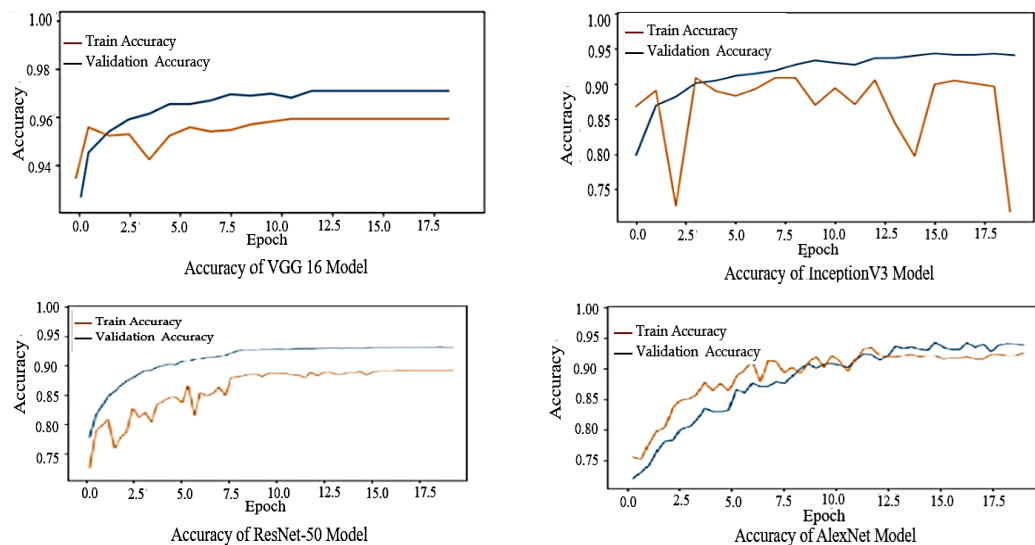 1.00
0.98
0.96
0.94
Accuracy
Train Accuracy
Validation Accuracy
0.0 2.5 5.0 7.5 10.0 12.5 15.0 17.5
Epoch
Accuracy of VGG 16 Model
1.00
0.95
0.90
0.85
0.80
0.75
Accuracy
Train Accuracy
Validation Accuracy
0.0 2.5 5.0 7.5 10.0 12.5 15.0 17.5
Epoch
Accuracy of InceptionV3 Model
1.00
0.95
0.90
0.85
0.80
0.75
Accuracy
Train Accuracy
Validation Accuracy
0.0 2.5 5.0 7.5 10.0 12.5 15.0 17.5
Epoch
Accuracy of ResNet-50 Model
1.00
0.95
0.90
0.85
0.80
0.75
Accuracy
Train Accuracy
Validation Accuracy
0.0 2.5 5.0 7.5 10.0 12.5 15.0 17.5
Epoch
Accuracy of AlexNet Model